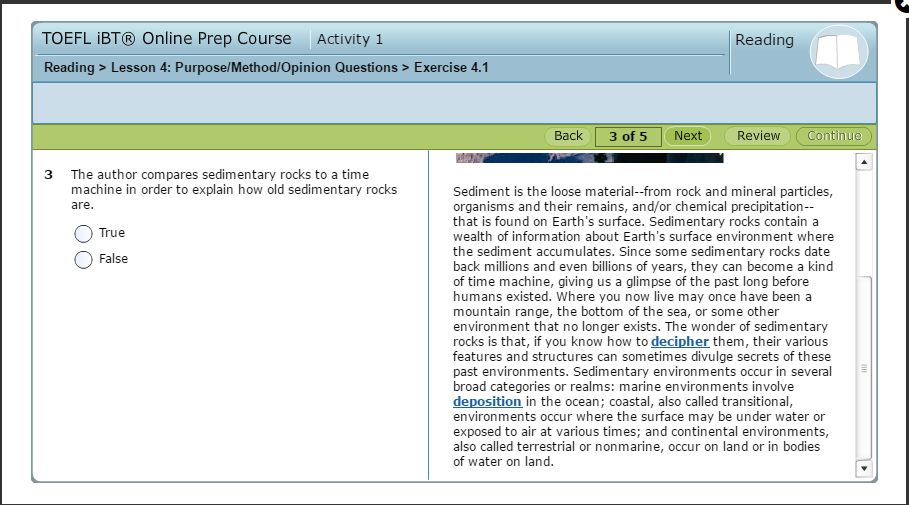 TOEFL iBT® Online Prep Course Activity 1 Reading
Reading > Lesson 4: Purpose/Method/Opinion Questions > Exercise 4.1
Back 3 of 5 Next Review Continue
3 The author compares sedimentary rocks to a time
machine in order to explain how old sedimentary rocks
are.
True
False
Sediment is the loose material--from rock and mineral particles,
organisms and their remains, and/or chemical precipitation--
that is found on Earth's surface. Sedimentary rocks contain a
wealth of information about Earth's surface environment where
the sediment accumulates. Since some sedimentary rocks date
back millions and even billions of years, they can become a kind
of time machine, giving us a glimpse of the past long before
humans existed. Where you now live may once have been a
mountain range, the bottom of the sea, or some other
environment that no longer exists. The wonder of sedimentary
rocks is that, if you know how to decipher them, their various
features and structures can sometimes divulge secrets of these
past environments. Sedimentary environments occur in several
broad categories or realms: marine environments involve
deposition in the ocean; coastal, also called transitional,
environments occur where the surface may be under water or
exposed to air at various times; and continental environments,
also called terrestrial or nonmarine, occur on land or in bodies
of water on land.